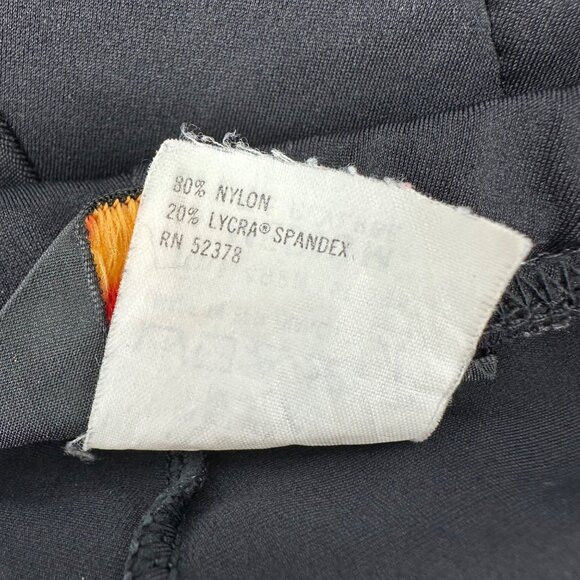 80% NYLON
20% LYCRA® SPANDEX
RN 52378